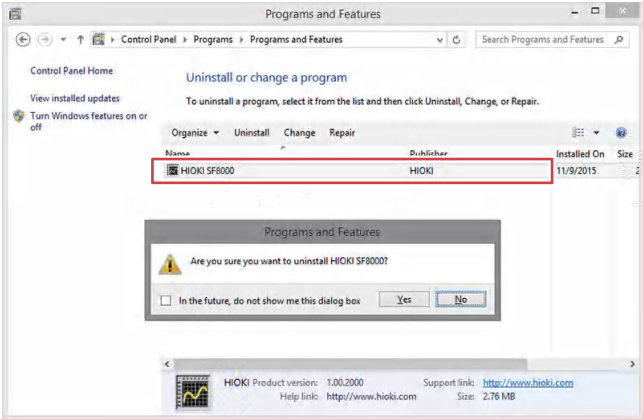 Programs and Features
Control Panel Programs Programs and Features
Search Programs and Features
Control Panel Home
View installed updates
Turn Windows features on or
off
Uninstall or change a program
To uninstall a program, select it from the list and then click Uninstall, Change, or Repair.
Organize Uninstall Change Repair
Name Publisher Installed On Size
HIOKI SF8000 HIOKI 11/9/2015 2
Programs and Features
Are you sure you want to uninstall HIOKI SF8000?
In the future, do not show me this dialog box Yes No
HIOKI Product version: 1.00.2000 Support link: http://www.hioki.com
Help link: http://www.hioki.com Size: 2.76 MB